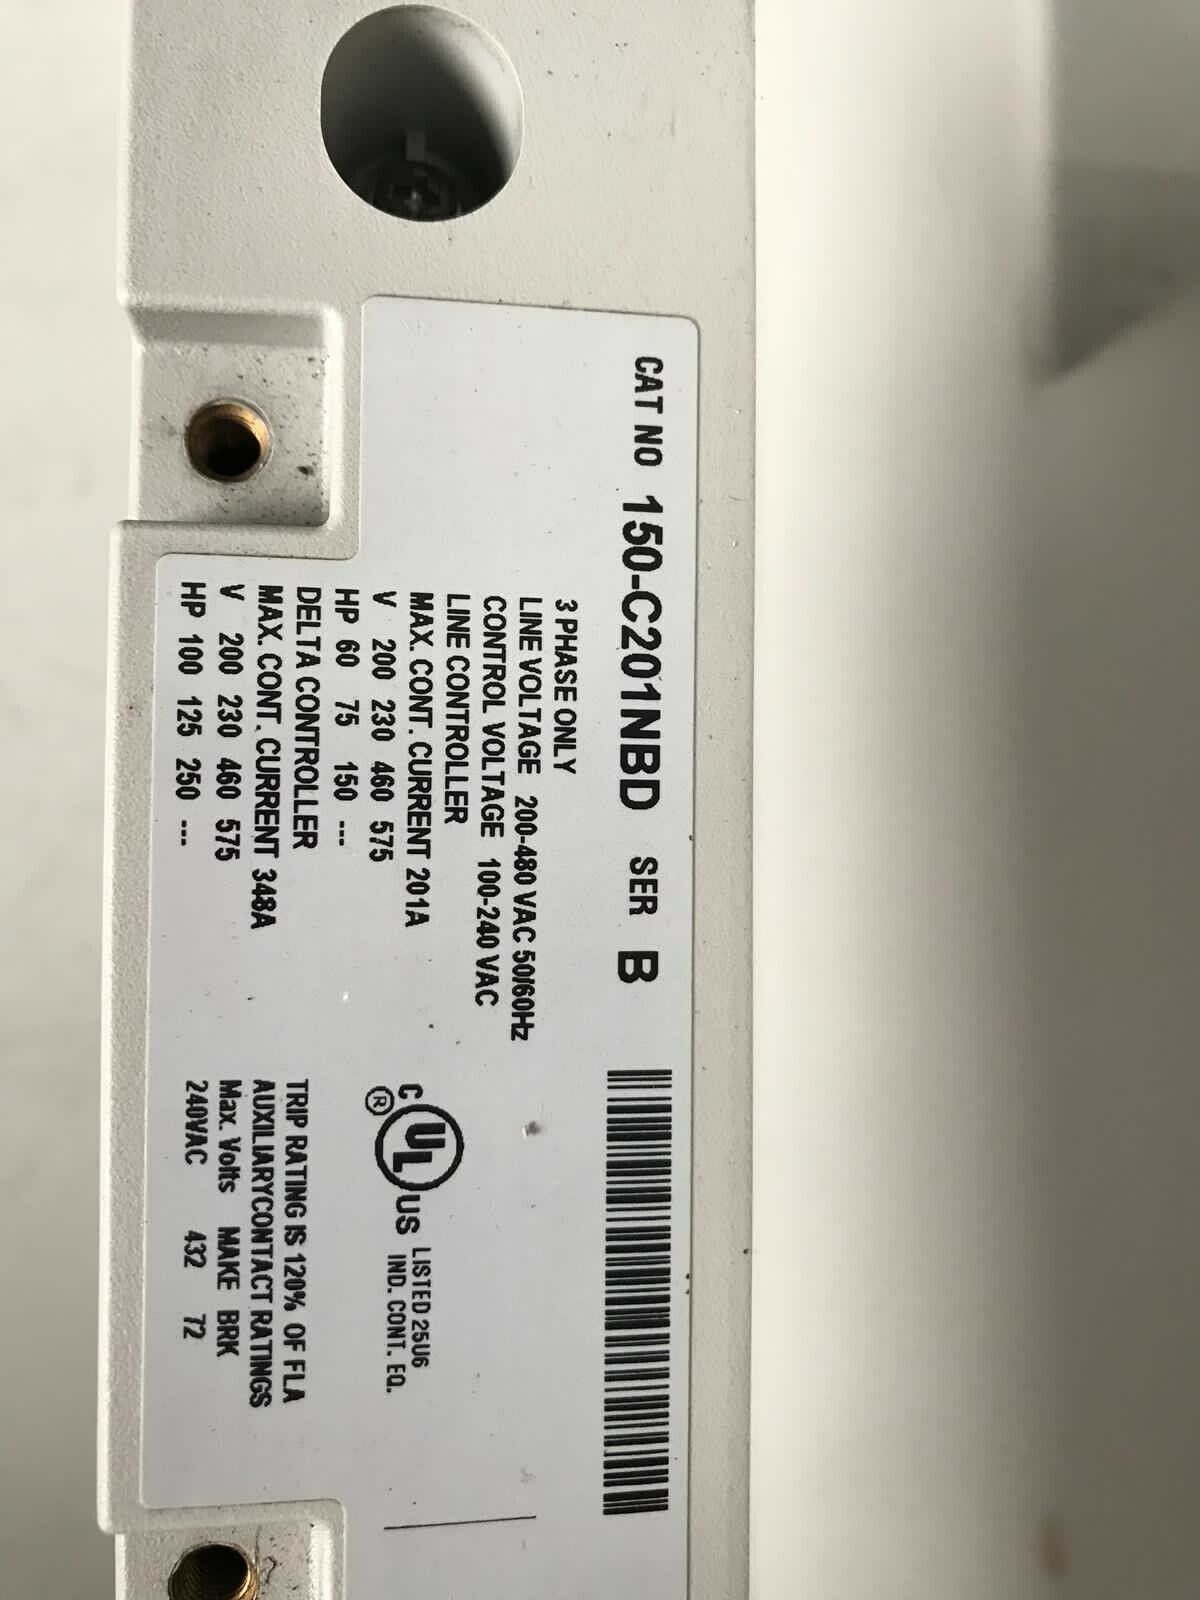 CAT NO 150-C201NBD SER B
3 PHASE ONLY
LINE VOLTAGE 200-480 VAC 50/60Hz
CONTROL VOLTAGE 100-240 VAC
LINE CONTROLLER
MAX. CONT. CURRENT 201A
V 200 230 460 575
HP 60 75 150 ---
DELTA CONTROLLER
MAX. CONT. CURRENT 348A
V 200 230 460 575
HP 100 125 250 ---
C UL US ®
LISTED 25U6
IND. CONT. EQ.
TRIP RATING IS 120% OF FLA
AUXILIARYCONTACT RATINGS
Max. Volts MAKE BRK
240VAC 432 72